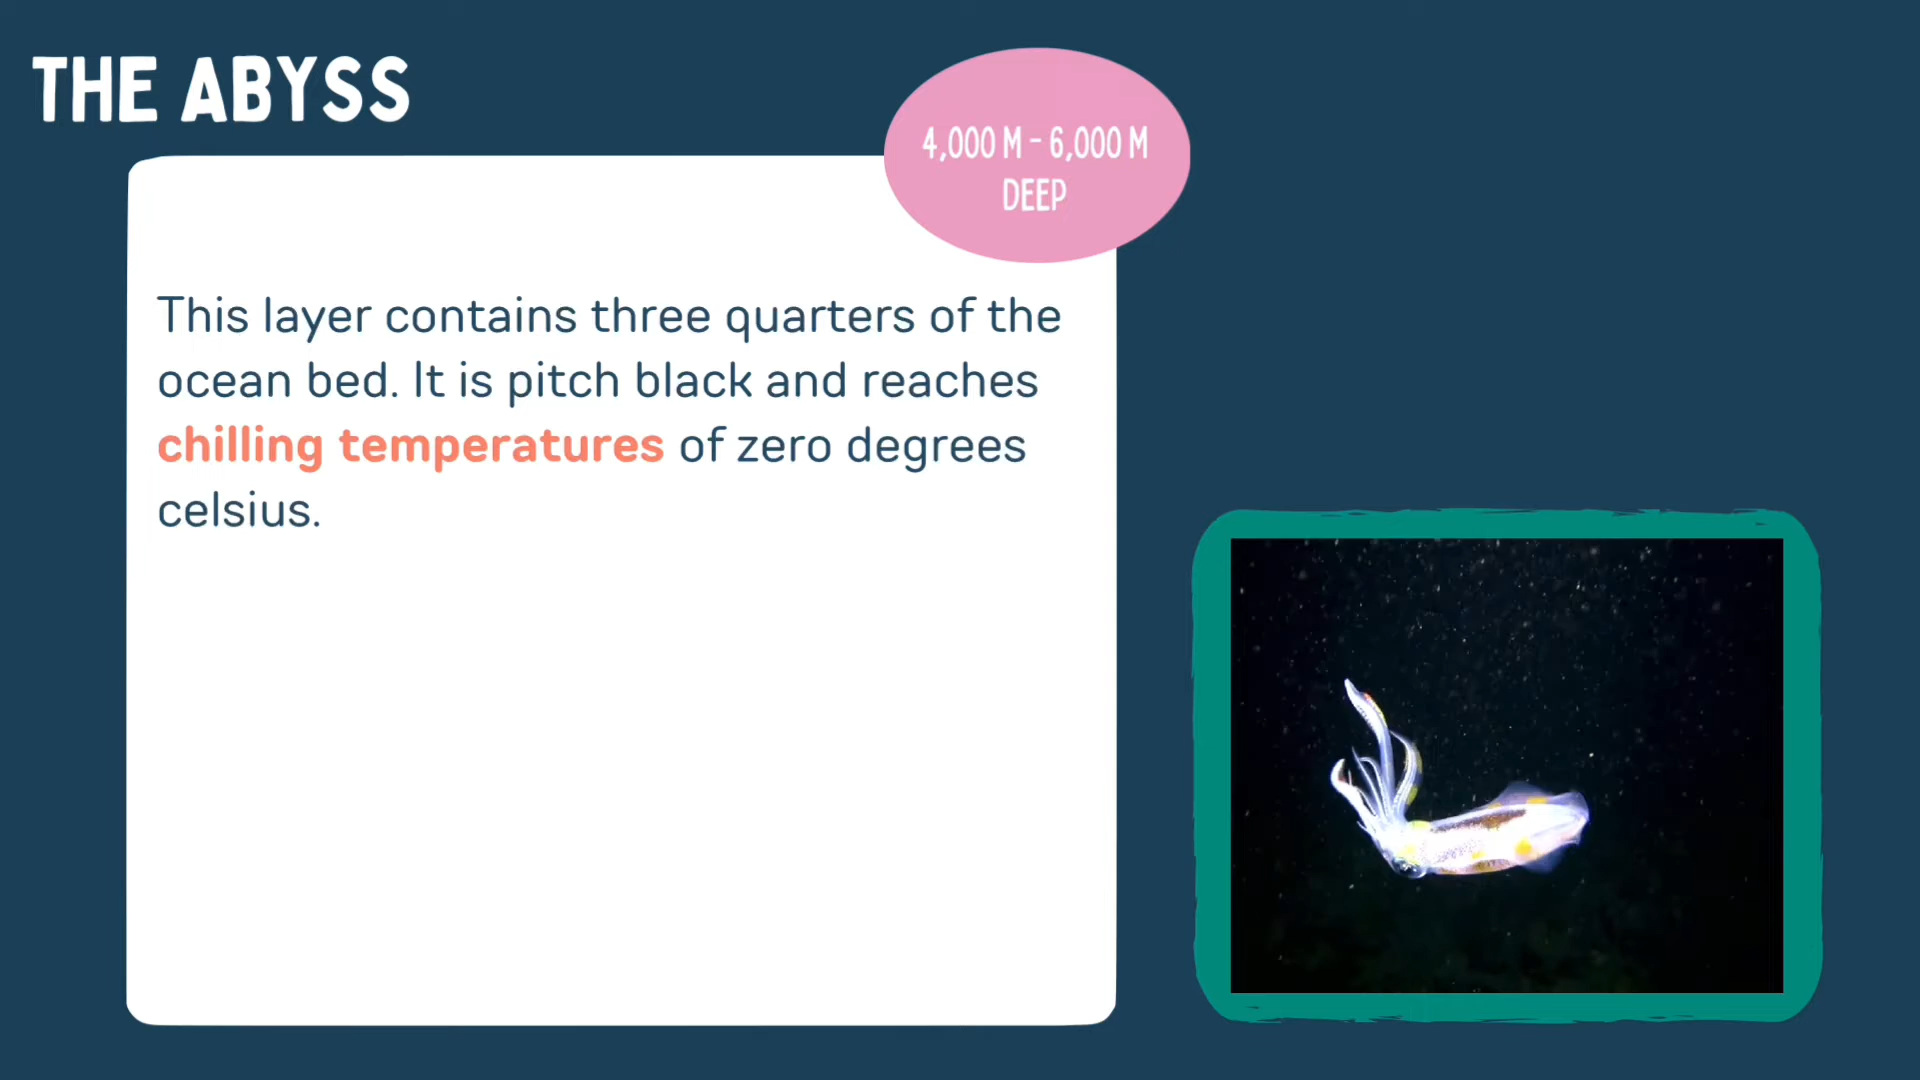 THE ABYSS
4,000 M - 6,000 M
DEEP
This layer contains three quarters of the
ocean bed. It is pitch black and reaches
chilling temperatures of zero degrees
celsius.